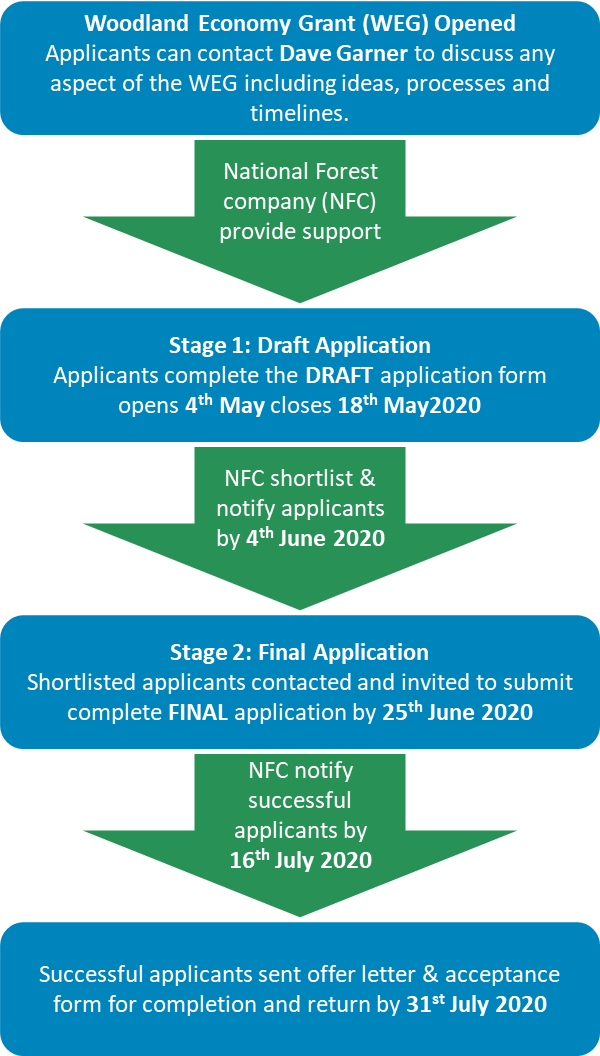 Woodland Economy Grant (WEG) Opened
Applicants can contact Dave Garner to discuss any
aspect of the WEG including ideas, processes and
timelines.
National Forest
company (NFC)
provide support
Stage 1: Draft Application
Applicants complete the DRAFT application form
opens 4th May closes 18th May2020
NFC shortlist &
notify applicants
by 4th June 2020
Stage 2: Final Application
Shortlisted applicants contacted and invited to submit
complete FINAL application by 25th June 2020
NFC notify
successful
applicants by
16th July 2020
Successful applicants sent offer letter & acceptance
form for completion and return by 31st July 2020